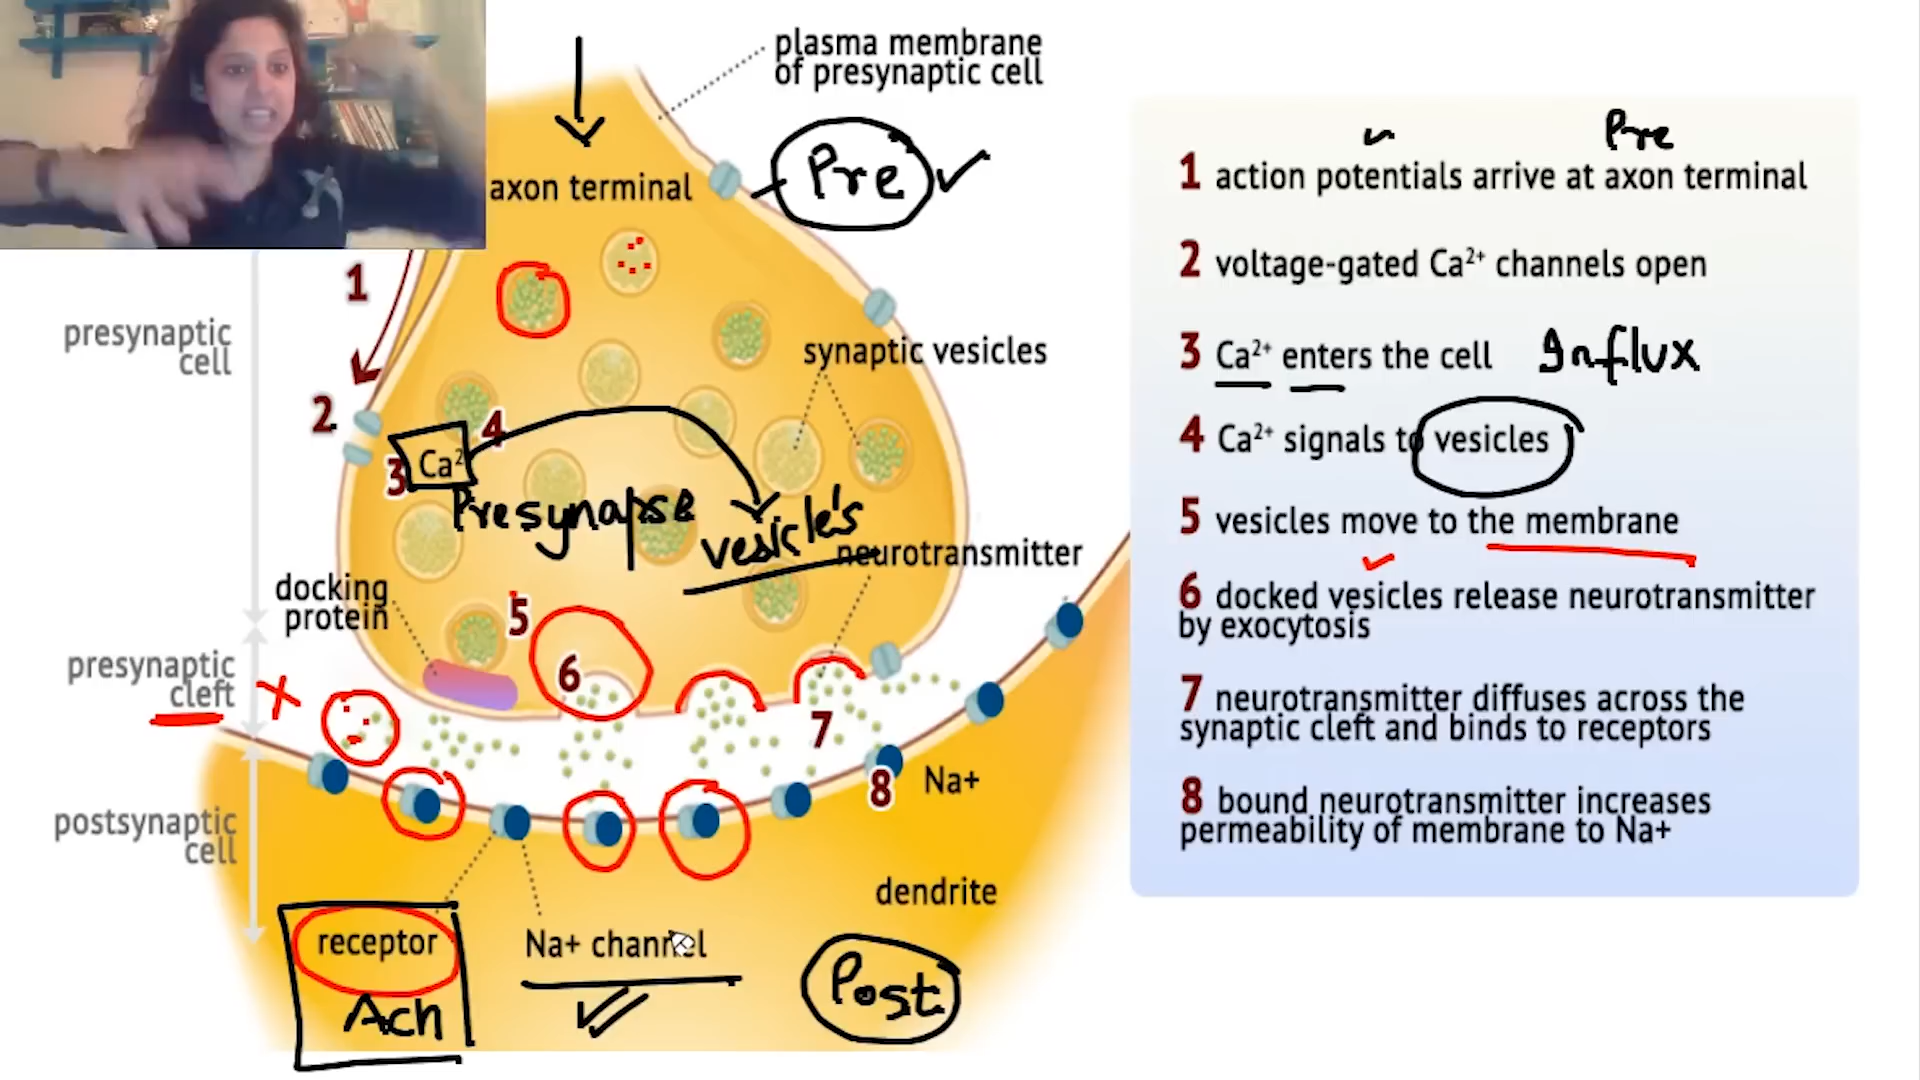 plasma membrane
of presynaptic cell
Pre
axon terminal
1
presynaptic
cell
synaptic vesicles
2
4
3
Ca²
Presynapse
vesicle's
neurotransmitter
docking
protein
5
6
presynaptic
cleft
7
8
Na+
postsynaptic
cell
dendrite
receptor
Na+ channel
Ach
Post
Pre
1 action potentials arrive at axon terminal
2 voltage-gated Ca²⁺ channels open
3 Ca²⁺ enters the cell
Influx
4 Ca²⁺ signals to vesicles
5 vesicles move to the membrane
6 docked vesicles release neurotransmitter
by exocytosis
7 neurotransmitter diffuses across the
synaptic cleft and binds to receptors
8 bound neurotransmitter increases
permeability of membrane to Na+